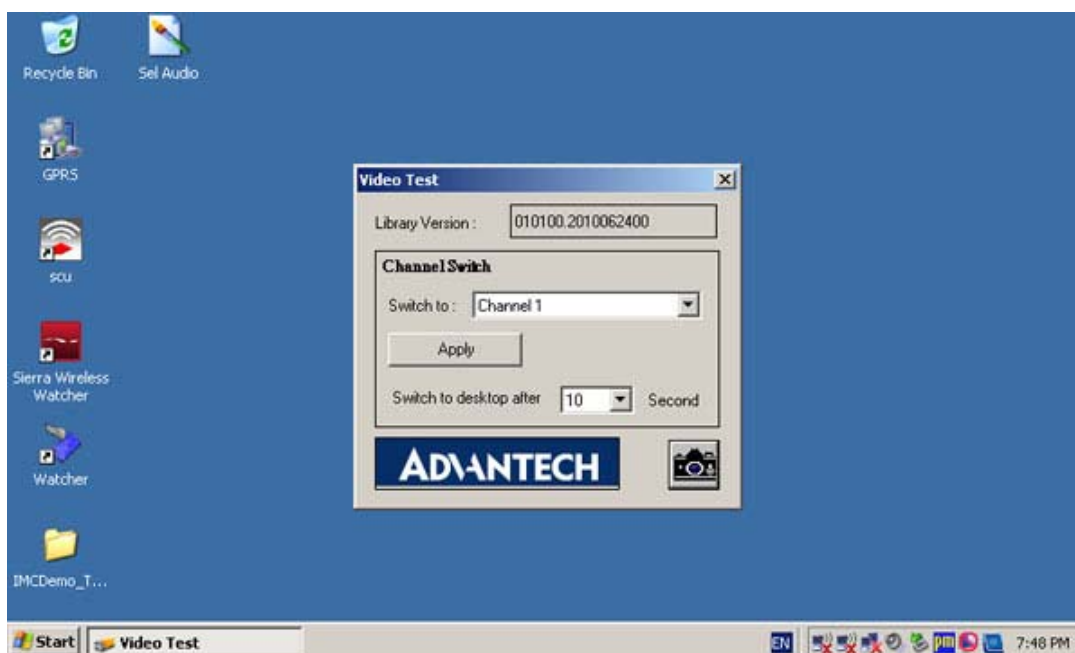 Recycle Bin
Sel Audio
GPRS
scu
Sierra Wireless
Watcher
Watcher
IMCDemo_T...
Video Test
Library Version :
010100.2010062400
Channel Switch
Switch to :
Channel 1
Apply
Switch to desktop after
10
Second
ADVANTECH
Start
Video Test
EN
pm
7:48 PM